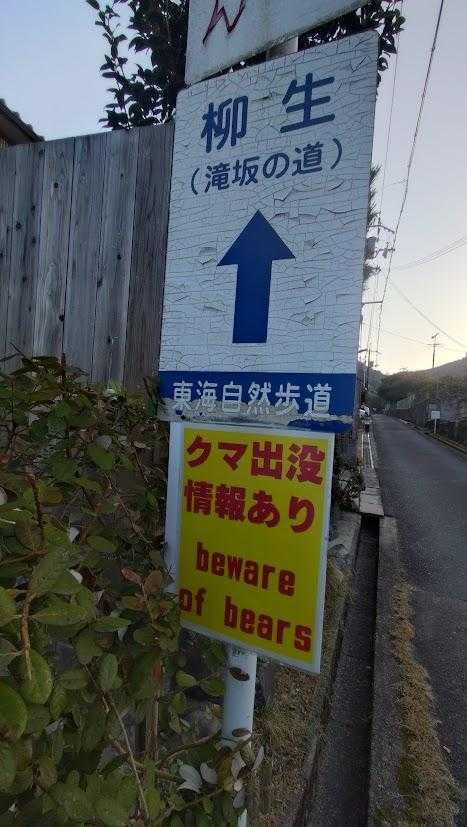 ん
柳生
(滝坂の道)
東海自然歩道
クマ出没
情報あり
beware
of bears